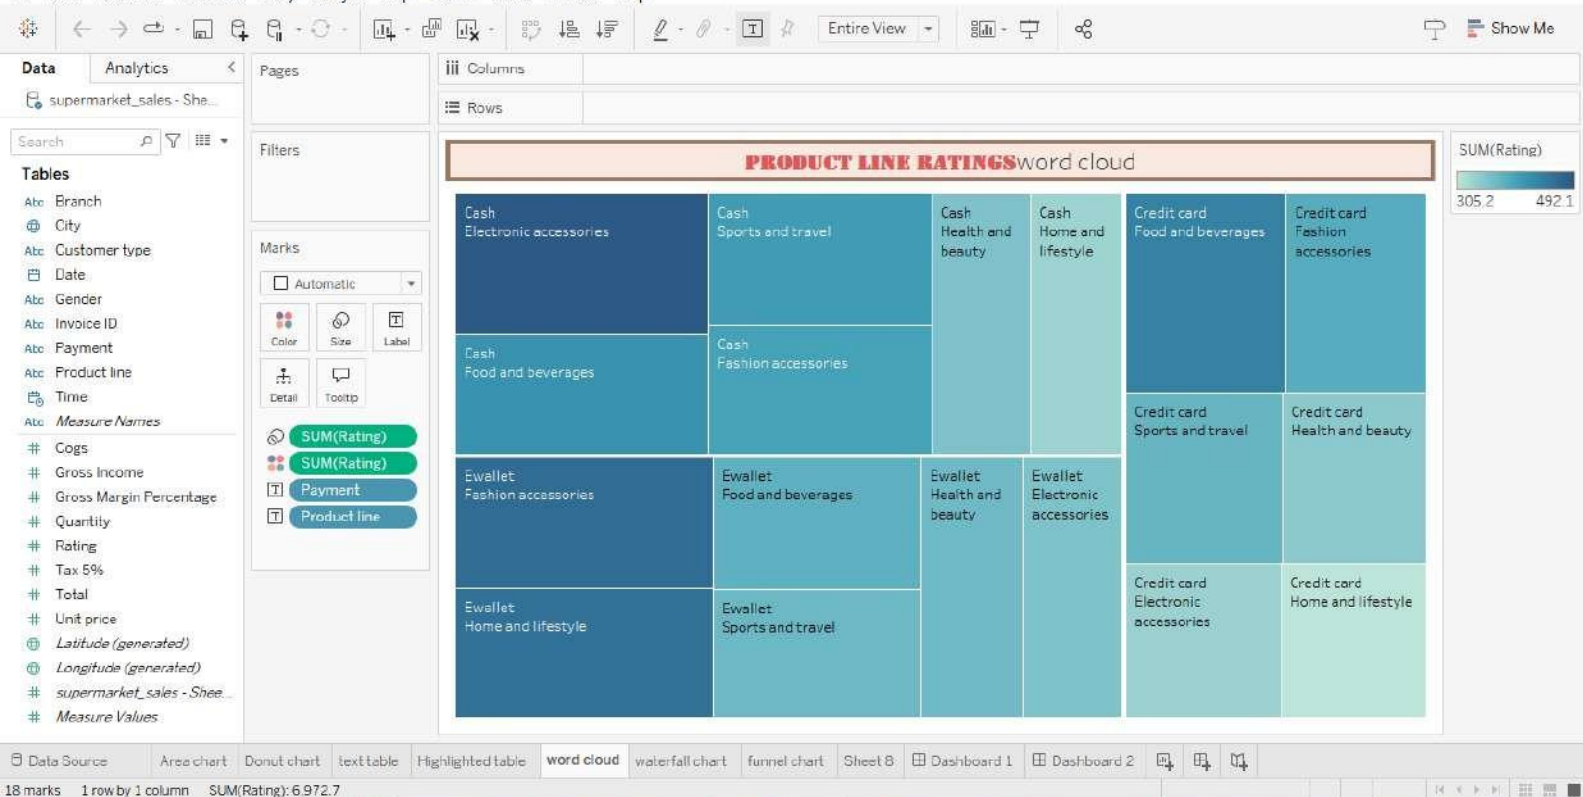 Entire View
Show Me
Data
Analytics
supermarket_sales - She...
Search
Tables
Abc Branch
City
Abc Customer type
Date
Abc Gender
Abc Invoice ID
Abc Payment
Abc Product line
Time
Abc Measure Names
# Cogs
# Gross Income
# Gross Margin Percentage
# Quantity
# Rating
# Tax 5%
# Total
# Unit price
Latitude (generated)
Longitude (generated)
# supermarket_sales - Shee...
# Measure Values
Pages
Filters
Marks
Automatic
Color
Size
Label
Detail
Tooltip
SUM(Rating)
SUM(Rating)
Payment
Product line
Columns
Rows
PRODUCT LINE RATINGSword cloud
Cash
Electronic accessories
Cash
Sports and travel
Cash
Health and
beauty
Cash
Home and
lifestyle
Credit card
Food and beverages
Credit card
Fashion
accessories
Cash
Food and beverages
Cash
Fashion accessories
Credit card
Sports and travel
Credit card
Health and beauty
Ewallet
Fashion accessories
Ewallet
Food and beverages
Ewallet
Health and
beauty
Ewallet
Electronic
accessories
Ewallet
Home and lifestyle
Ewallet
Sports and travel
Credit card
Electronic
accessories
Credit card
Home and lifestyle
SUM(Rating)
305.2 492.1
Data Source
Area chart
Donut chart
text table
Highlighted table
word cloud
waterfall chart
funnel chart
Sheet 8
Dashboard 1
Dashboard 2
18 marks 1 row by 1 column SUM(Rating): 6,972.7